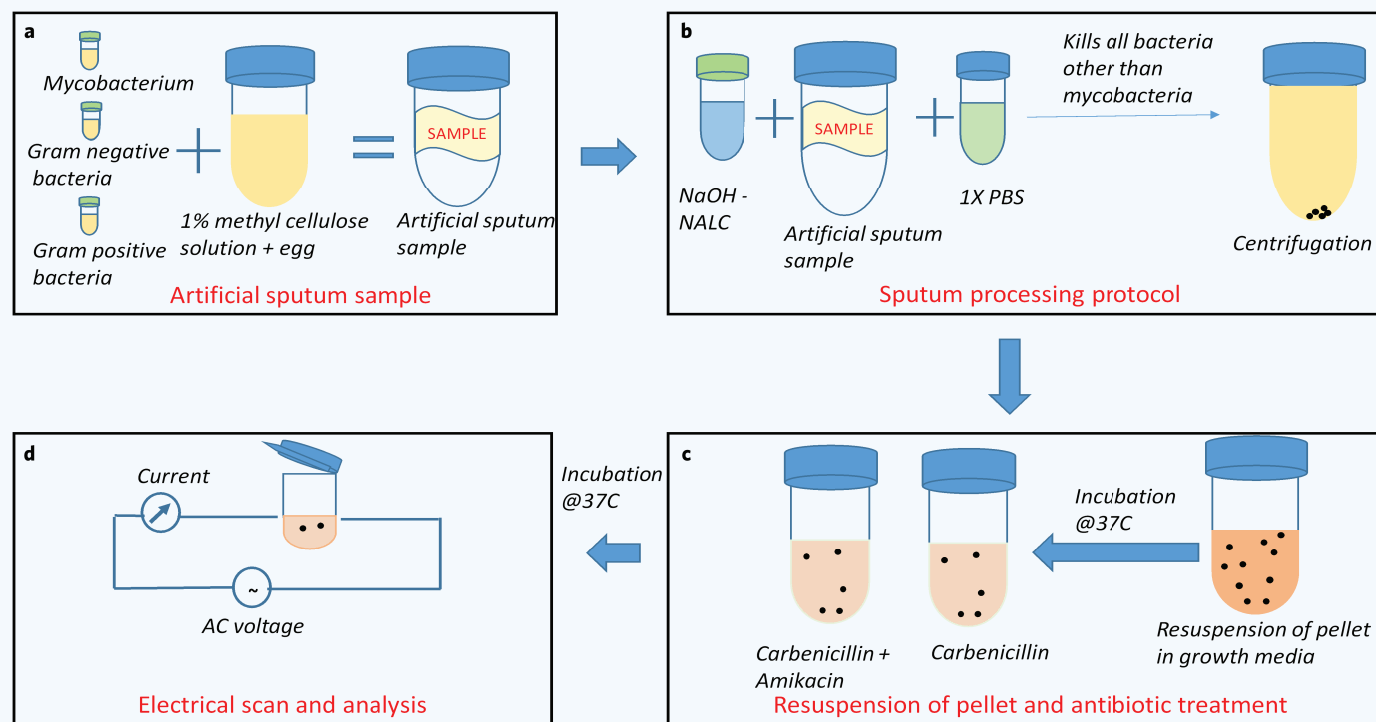 a
Mycobacterium
Gram negative
bacteria
Gram positive
bacteria
1% methyl cellulose
solution + egg
SAMPLE
Artificial sputum
sample
Artificial sputum sample
b
NaOH -
NALC
SAMPLE
Artificial sputum
sample
1X PBS
Kills all bacteria
other than
mycobacteria
Centrifugation
Sputum processing protocol
c
Incubation
@37C
Resuspension of pellet
in growth media
Carbenicillin
Carbenicillin +
Amikacin
Resuspension of pellet and antibiotic treatment
Incubation
@37C
d
Current
~
AC voltage
Electrical scan and analysis